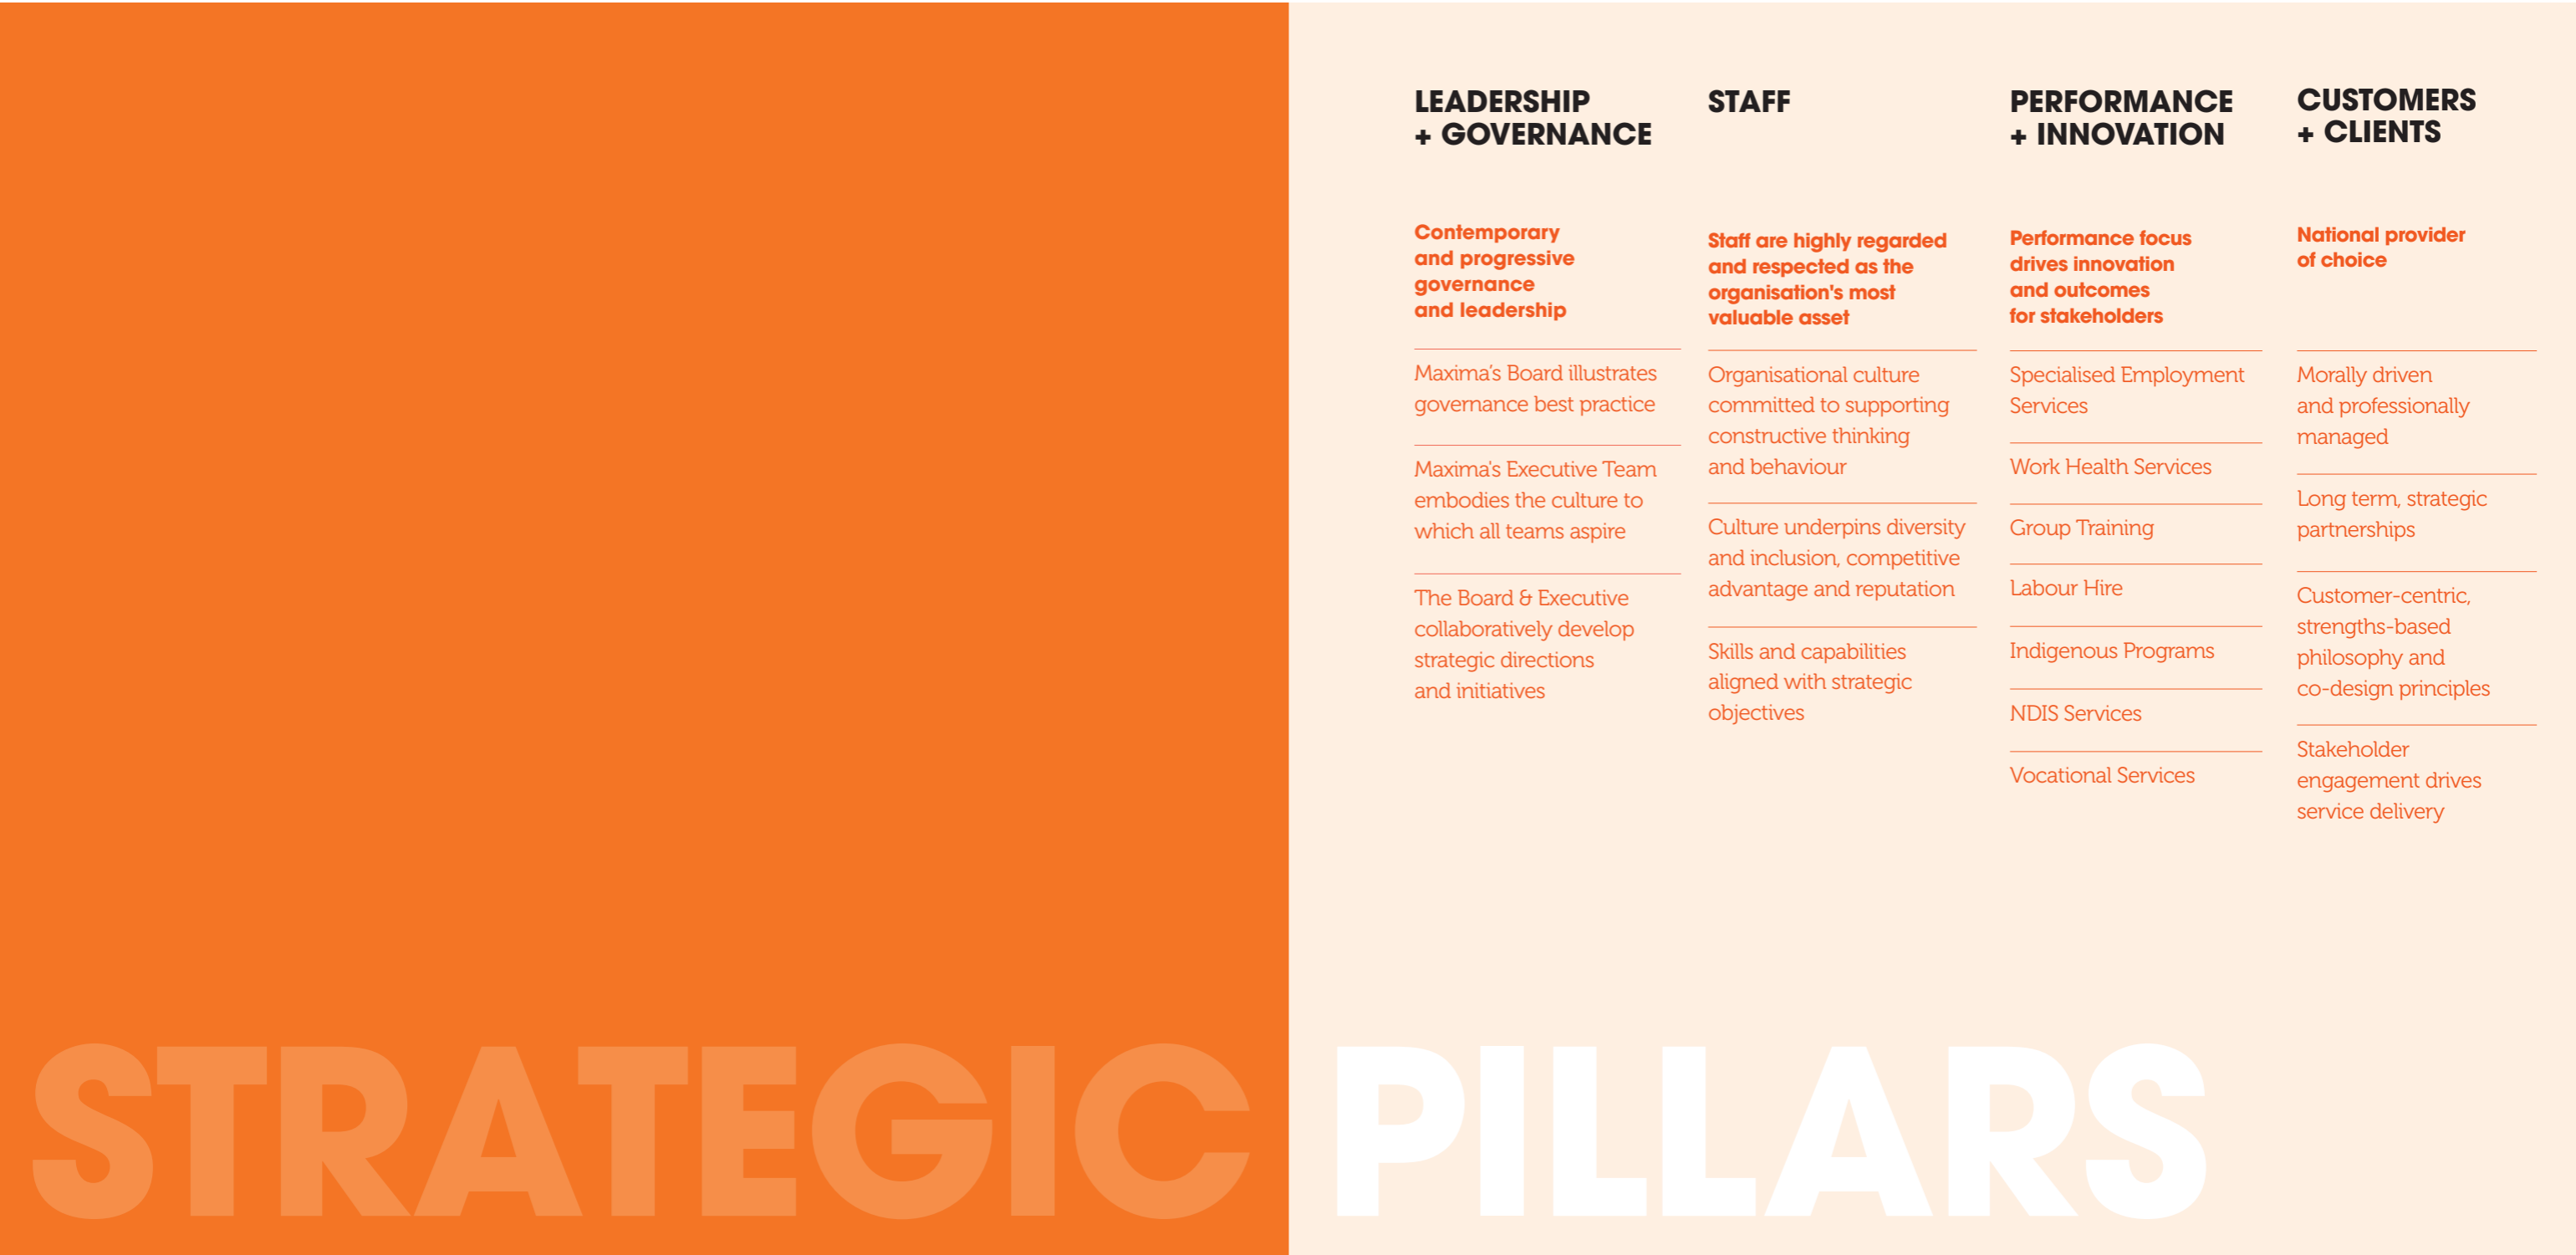 LEADERSHIP
+ GOVERNANCE
Contemporary
and progressive
governance
and leadership
Maxima's Board illustrates
governance best practice
Maxima's Executive Team
embodies the culture to
which all teams aspire
The Board & Executive
collaboratively develop
strategic directions
and initiatives
STAFF
Staff are highly regarded
and respected as the
organisation's most
valuable asset
Organisational culture
committed to supporting
constructive thinking
and behaviour
Culture underpins diversity
and inclusion, competitive
advantage and reputation
Skills and capabilities
aligned with strategic
objectives
PERFORMANCE
+ INNOVATION
Performance focus
drives innovation
and outcomes
for stakeholders
Specialised Employment
Services
Work Health Services
Group Training
Labour Hire
Indigenous Programs
NDIS Services
Vocational Services
CUSTOMERS
+ CLIENTS
National provider
of choice
Morally driven
and professionally
managed
Long term, strategic
partnerships
Customer-centric,
strengths-based
philosophy and
co-design principles
Stakeholder
engagement drives
service delivery
STRATEGIC PILLARS